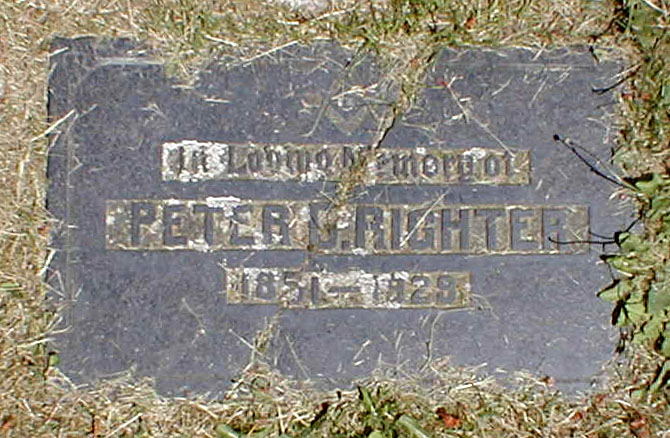 In Loving Memory of
PETER J. RIGHTER
1851–1929